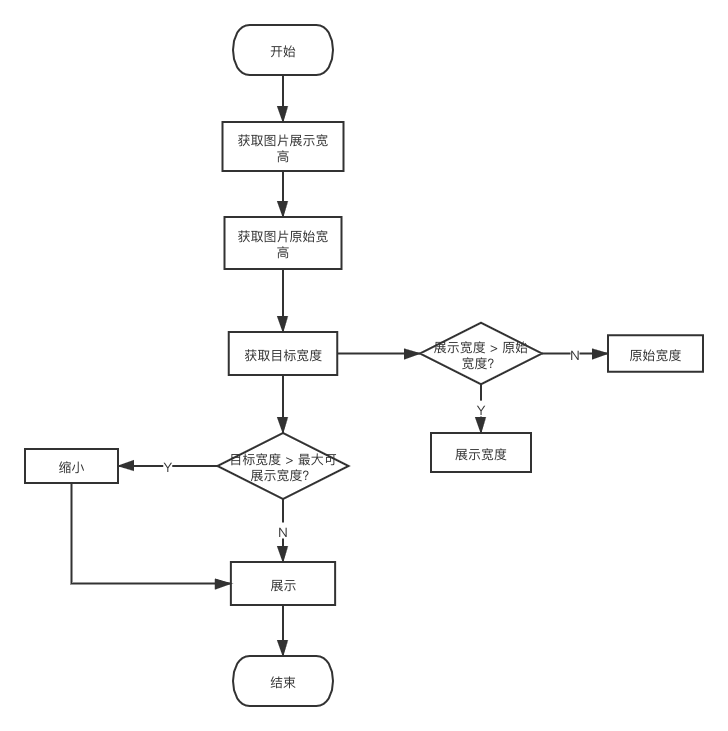 开始
获取图片展示宽
高
获取图片原始宽
高
获取目标宽度
展示宽度 > 原始
宽度?
N
原始宽度
Y
展示宽度
目标宽度 > 最大可
展示宽度?
Y
缩小
N
展示
结束